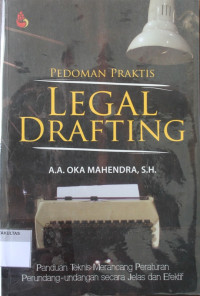 PEDOMAN PRAKTIS
LEGAL
DRAFTING
A.A. OKA MAHENDRA, S.H.
Panduan Teknis Merancang Peraturan
Perundang-undangan secara Jelas dan Efektif